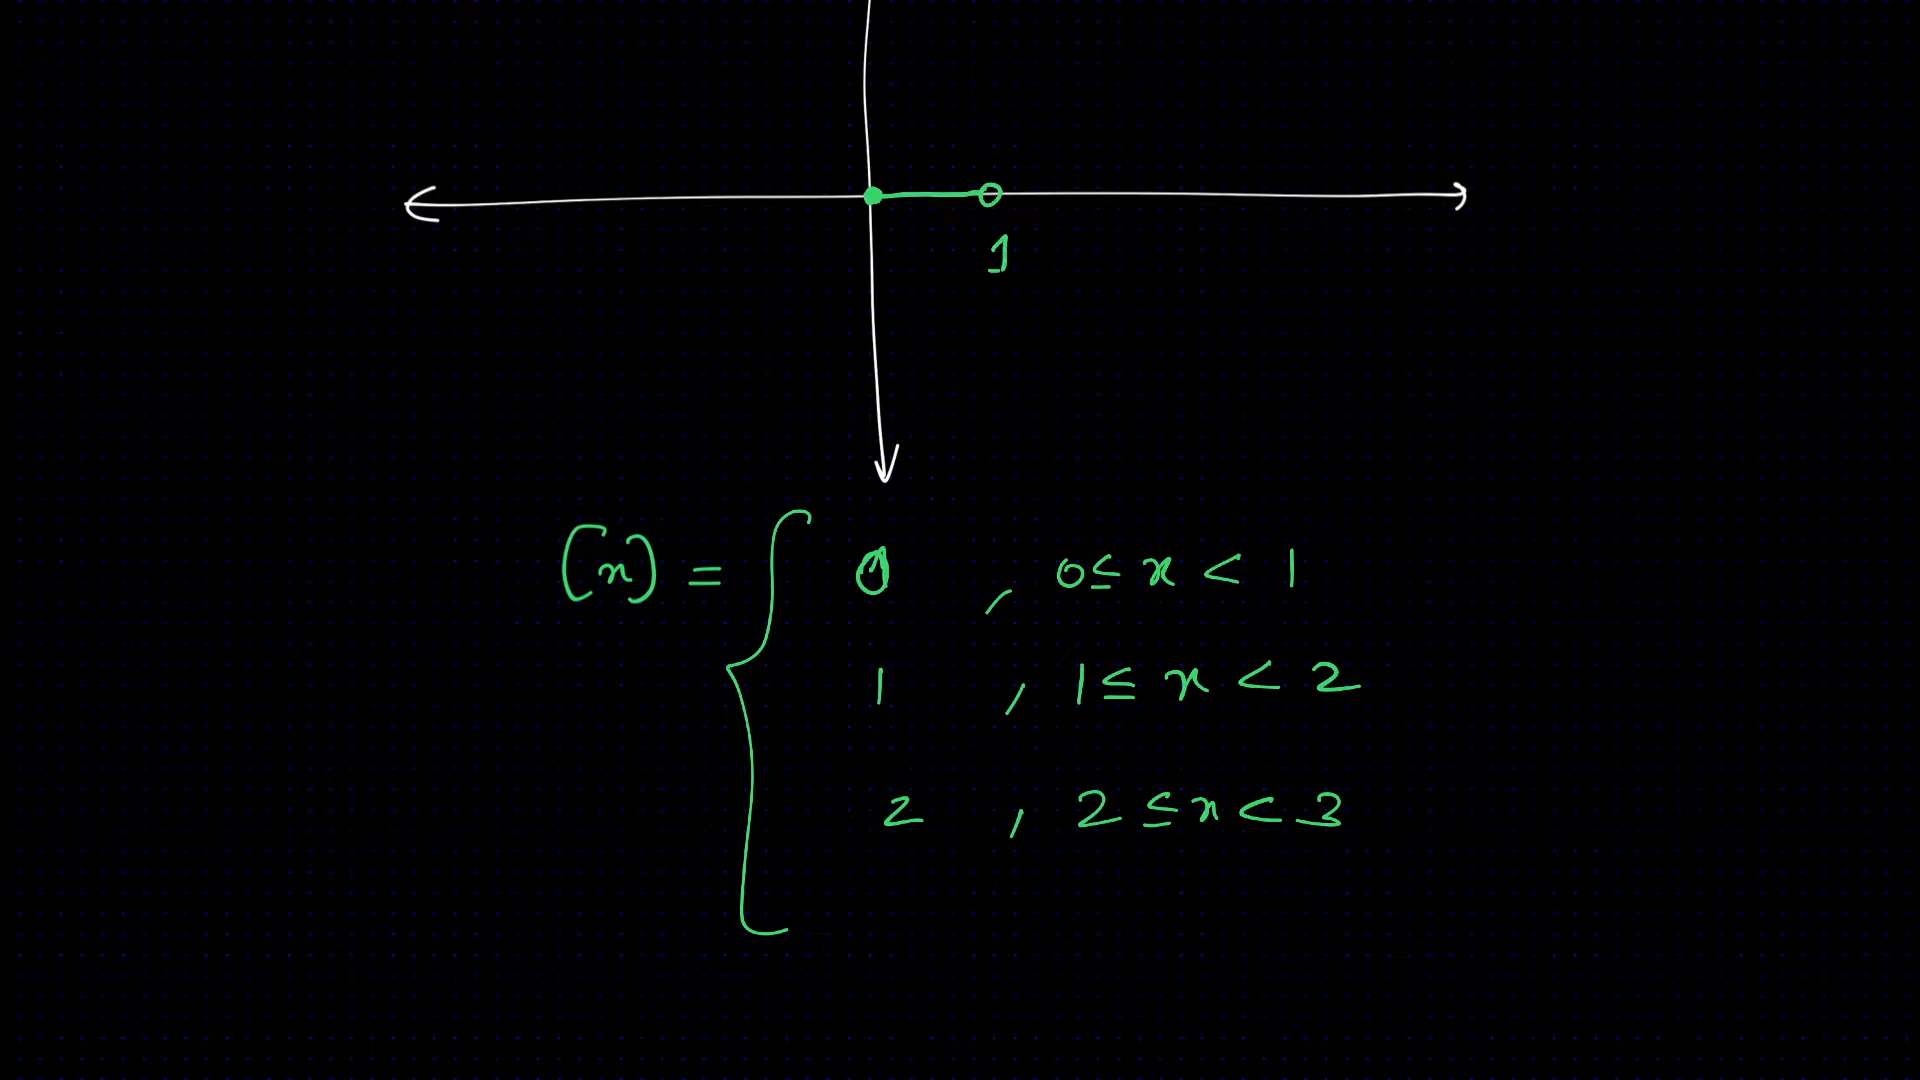 1
[x] = { 0 , 0 ≤ x < 1
1 , 1 ≤ x < 2
2 , 2 ≤ x < 3